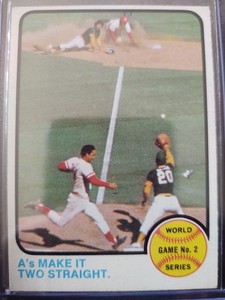 20
A's MAKE IT
TWO STRAIGHT.
WORLD
GAME No. 2
SERIES